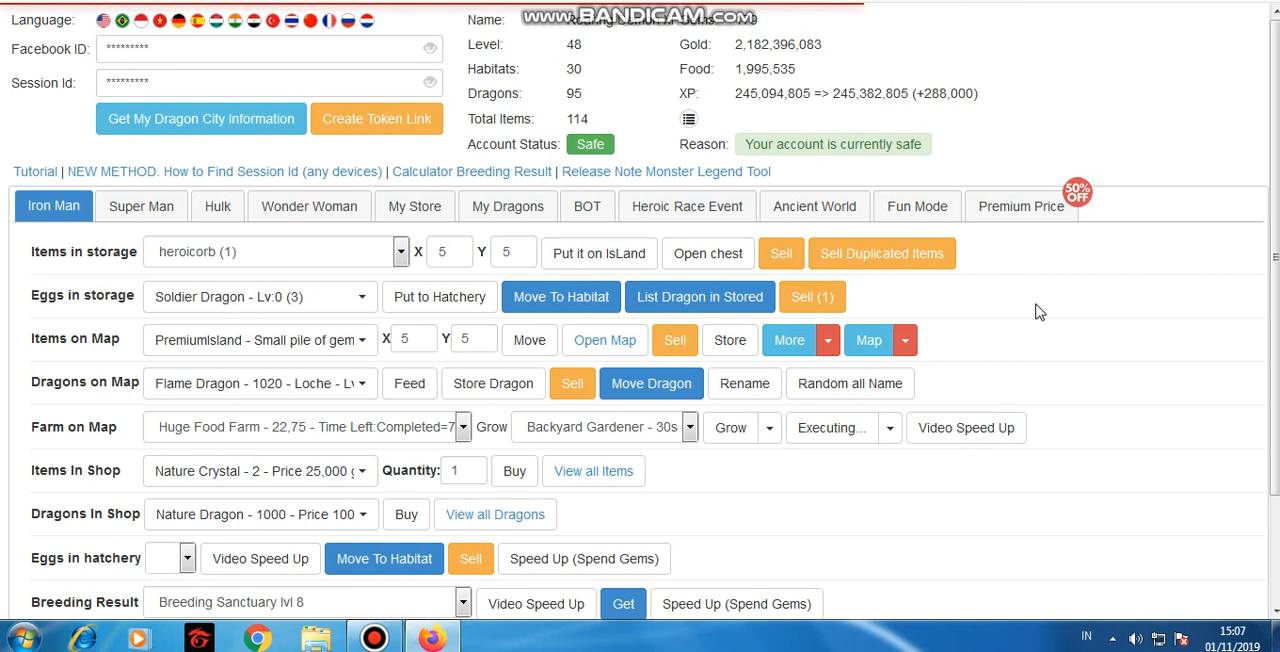 www.BANDICAM.com
Language: Name: Gems: 179
Facebook ID: ********* Level: 48 Gold: 2,182,396,083
Habitats: 30 Food: 1,995,535
Session Id: ********* Dragons: 95 XP: 245,094,805 => 245,382,805 (+288,000)
Get My Dragon City Information Create Token Link Total Items: 114
Account Status: Safe Reason: Your account is currently safe
Tutorial | NEW METHOD. How to Find Session Id (any devices) | Calculator Breeding Result | Release Note Monster Legend Tool
Iron Man Super Man Hulk Wonder Woman My Store My Dragons BOT Heroic Race Event Ancient World Fun Mode Premium Price 50% OFF
Items in storage heroicorb (1) X 5 Y 5 Put it on IsLand Open chest Sell Sell Duplicated Items
Eggs in storage Soldier Dragon - Lv:0 (3) Put to Hatchery Move To Habitat List Dragon in Stored Sell (1)
Items on Map PremiumIsland - Small pile of gem X 5 Y 5 Move Open Map Sell Store More Map
Dragons on Map Flame Dragon - 1020 - Loche - Lv Feed Store Dragon Sell Move Dragon Rename Random all Name
Farm on Map Huge Food Farm - 22,75 - Time Left:Completed=7 Grow Backyard Gardener - 30s Grow Executing... Video Speed Up
Items In Shop Nature Crystal - 2 - Price 25,000 g Quantity: 1 Buy View all Items
Dragons In Shop Nature Dragon - 1000 - Price 100 Buy View all Dragons
Eggs in hatchery Video Speed Up Move To Habitat Sell Speed Up (Spend Gems)
Breeding Result Breeding Sanctuary lvl 8 Video Speed Up Get Speed Up (Spend Gems)
IN 15:07
01/11/2019